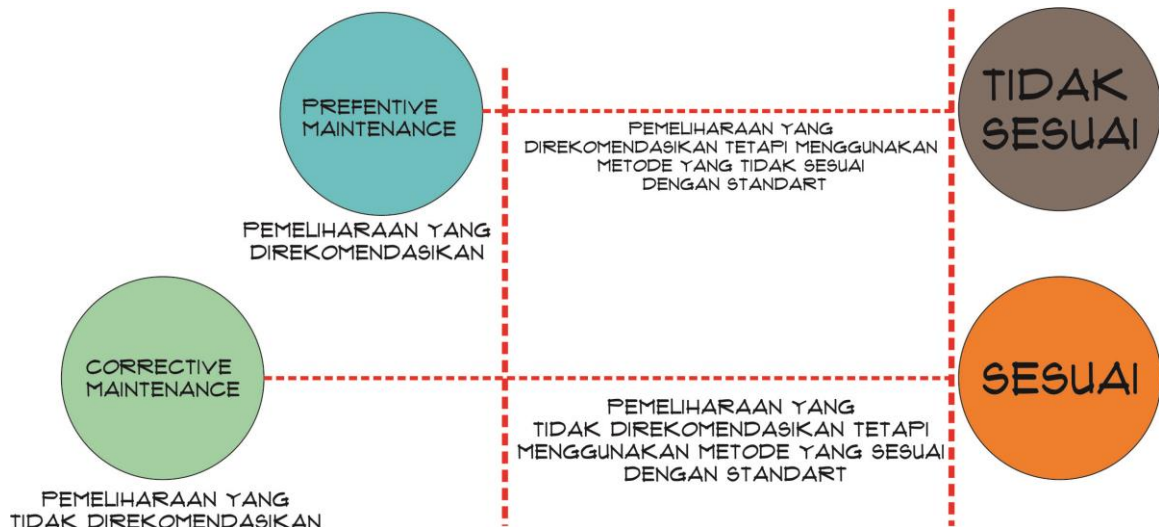 PREFENTIVE
MAINTENANCE
PEMELIHARAAN YANG
DIREKOMENDASIKAN
PEMELIHARAAN YANG
DIREKOMENDASIKAN TETAPI MENGGUNAKAN
METODE YANG TIDAK SESUAI
DENGAN STANDART
TIDAK
SESUAI
CORRECTIVE
MAINTENANCE
PEMELIHARAAN YANG
TIDAK DIREKOMENDASIKAN
PEMELIHARAAN YANG
TIDAK DIREKOMENDASIKAN TETAPI
MENGGUNAKAN METODE YANG SESUAI
DENGAN STANDART
SESUAI